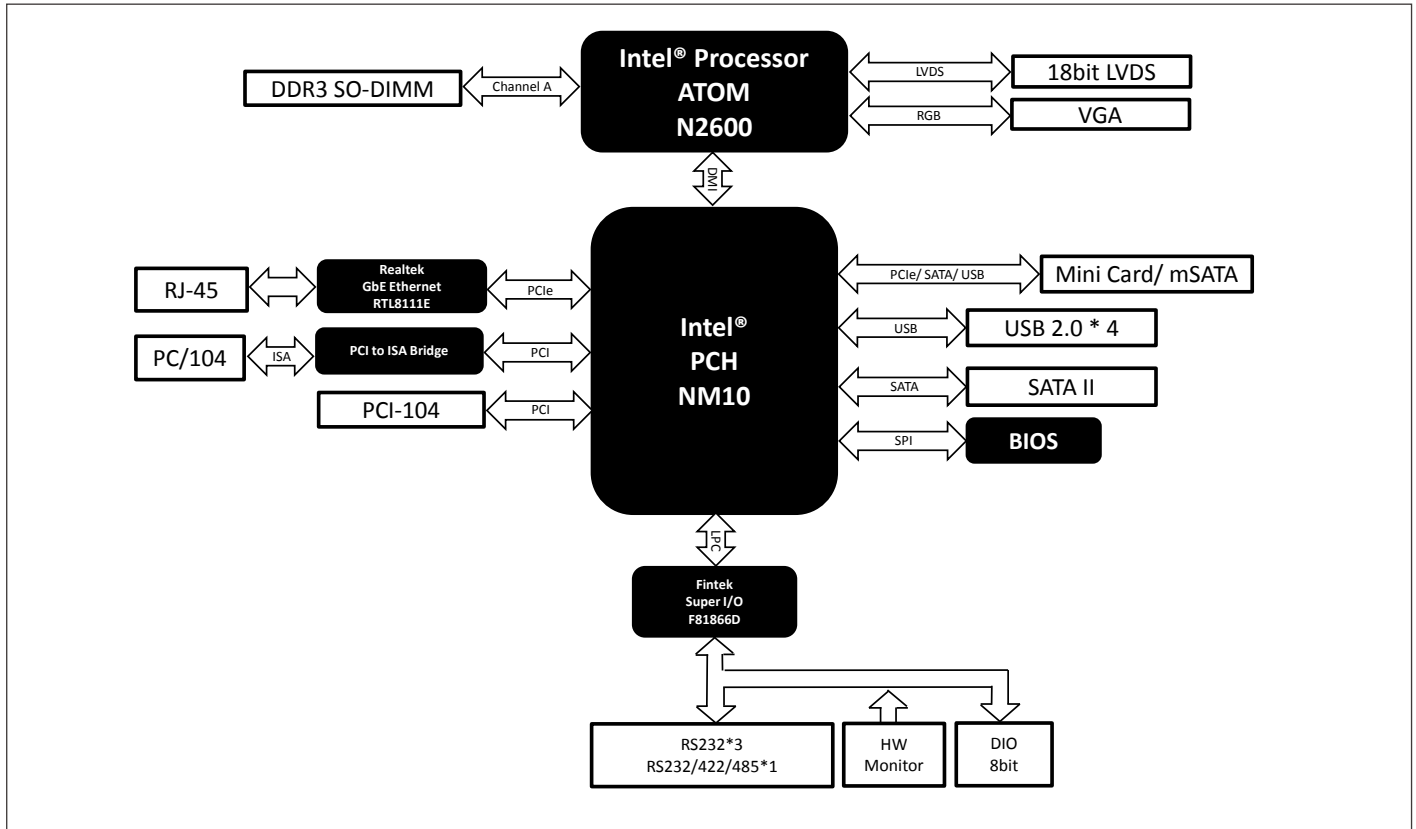 Intel® Processor
ATOM
N2600
DDR3 SO-DIMM
Channel A
LVDS
18bit LVDS
RGB
VGA
DMI
Intel®
PCH
NM10
RJ-45
Realtek
GbE Ethernet
RTL8111E
PCIe
PC/104
ISA
PCI to ISA Bridge
PCI
PCI-104
PCI
PCIe/ SATA/ USB
Mini Card/ mSATA
USB
USB 2.0 * 4
SATA
SATA II
SPI
BIOS
LPC
Fintek
Super I/O
F81866D
RS232*3
RS232/422/485*1
HW
Monitor
DIO
8bit